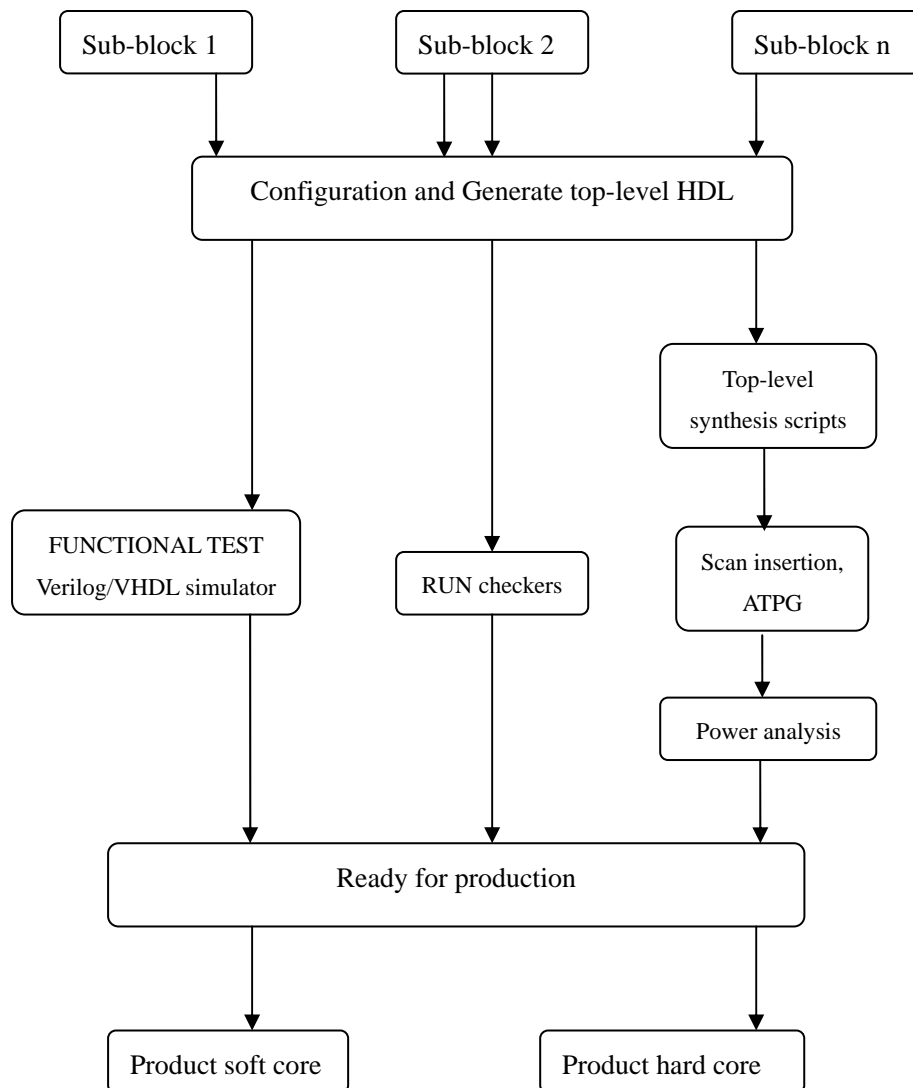 Sub-block 1
Sub-block 2
Sub-block n
Configuration and Generate top-level HDL
Top-level
synthesis scripts
FUNCTIONAL TEST
Verilog/VHDL simulator
RUN checkers
Scan insertion,
ATPG
Power analysis
Ready for production
Product soft core
Product hard core